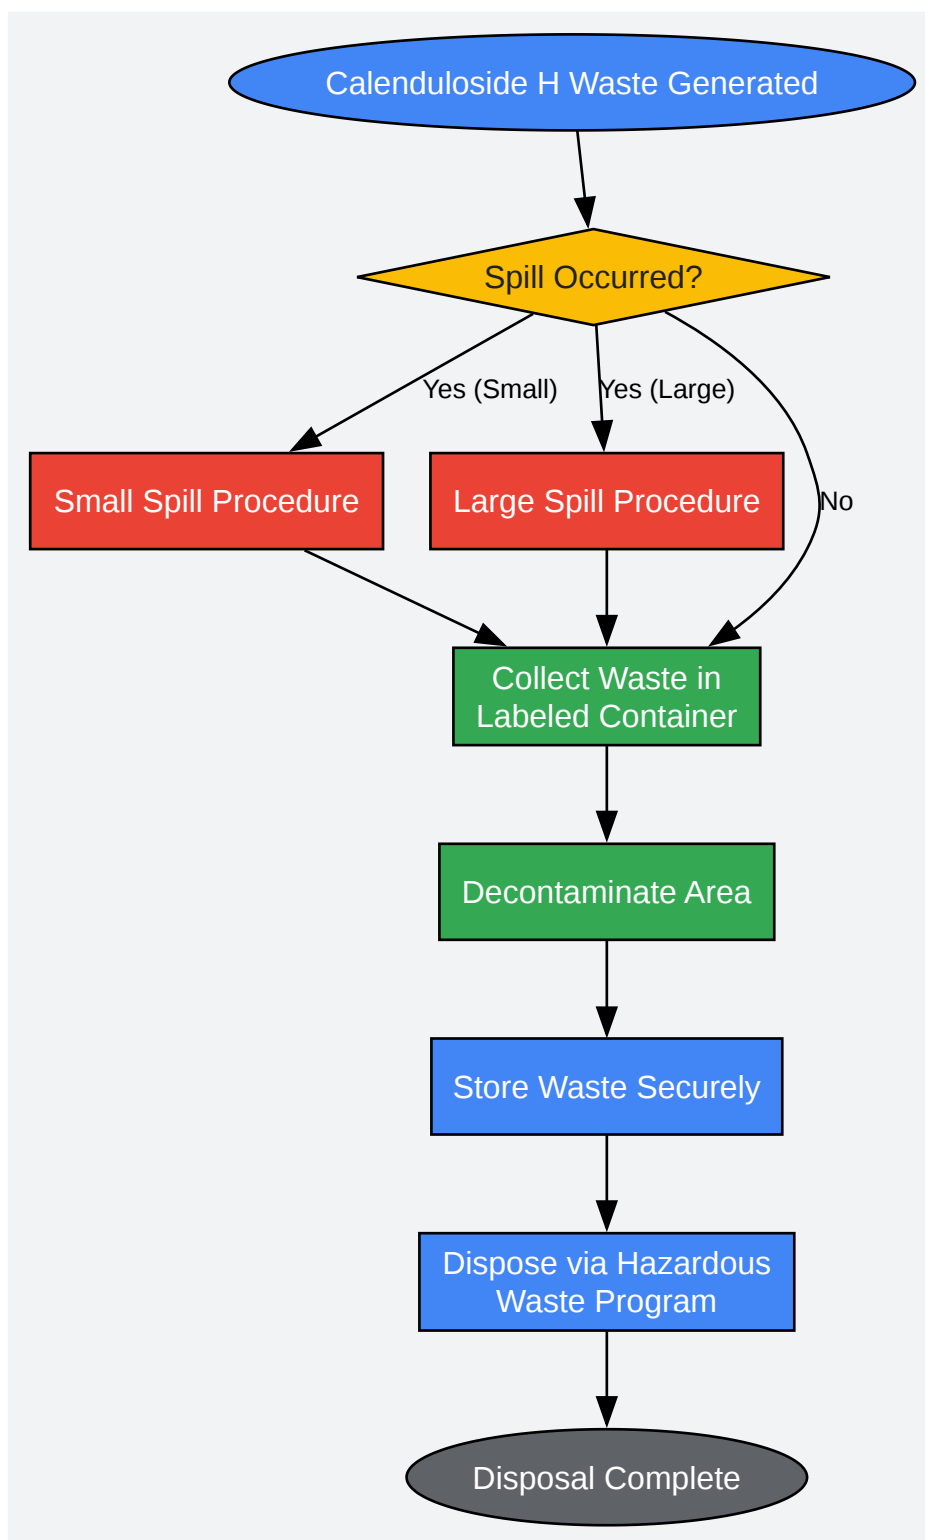 Calenduloside H Waste Generated
Spill Occurred?
Yes (Small)
Yes (Large)
Small Spill Procedure
Large Spill Procedure
No
Collect Waste in
Labeled Container
Decontaminate Area
Store Waste Securely
Dispose via Hazardous
Waste Program
Disposal Complete